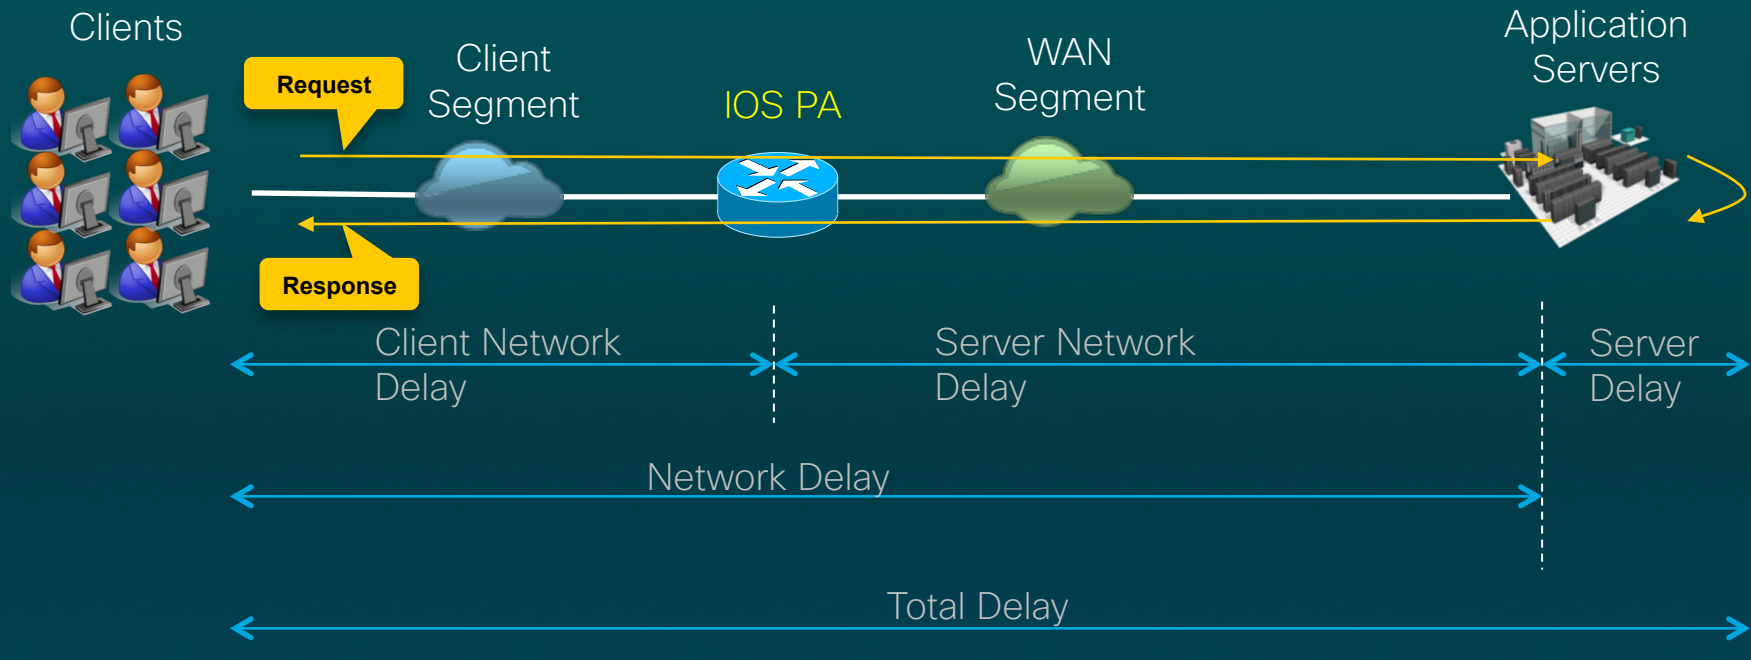 Clients
Client
Segment
IOS PA
WAN
Segment
Application
Servers
Request
Response
Client Network
Delay
Server Network
Delay
Server
Delay
Network Delay
Total Delay